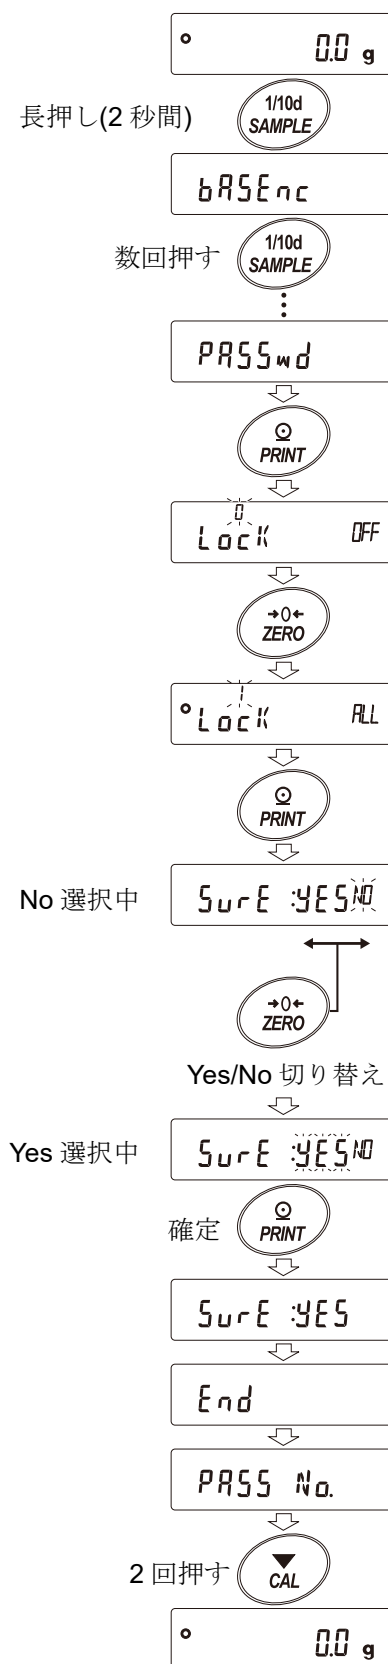 0.0 g
長押し(2 秒間)
1/10d
SAMPLE
bASEnc
数回押す
1/10d
SAMPLE
PASSwd
PRINT
0
LocK OFF
→0←
ZERO
1
LocK ALL
PRINT
No 選択中
SurE :YES NO
→0←
ZERO
Yes/No 切り替え
Yes 選択中
SurE :YES NO
確定
PRINT
SurE :YES
End
PASS No.
2 回押す
CAL
0.0 g